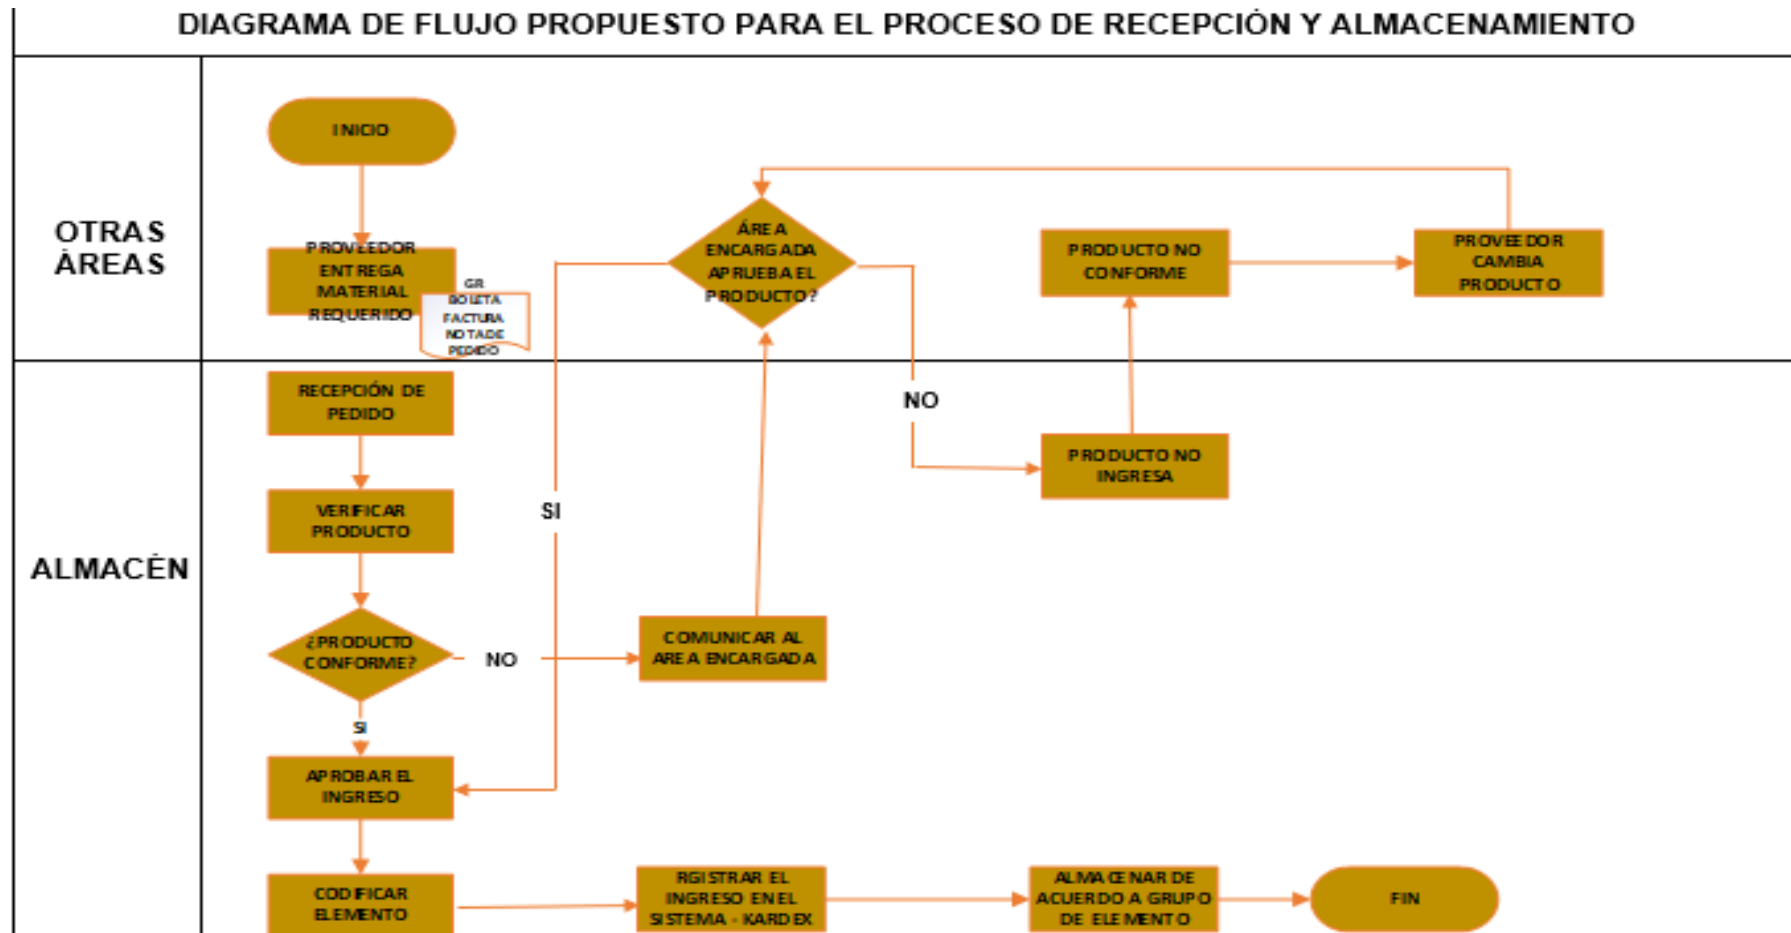 DIAGRAMA DE FLUJO PROPUESTO PARA EL PROCESO DE RECEPCIÓN Y ALMACENAMIENTO
OTRAS
ÁREAS
INICIO
PROVEEDOR
ENTREGA
MATERIAL
REQUERIDO
GR
BOLETA
FACTURA
NOTA DE
PEDIDO
ÁREA
ENCARGADA
APRUEBA EL
PRODUCTO?
PRODUCTO NO
CONFORME
PROVEEDOR
CAMBIA
PRODUCTO
ALMACÉN
RECEPCIÓN DE
PEDIDO
VERIFICAR
PRODUCTO
¿PRODUCTO
CONFORME?
NO
SI
COMUNICAR AL
AREA ENCARGADA
SI
NO
PRODUCTO NO
INGRESA
APROBAR EL
INGRESO
CODIFICAR
ELEMENTO
RGISTRAR EL
INGRESO EN EL
SISTEMA - KARDEX
ALMACENAR DE
ACUERDO A GRUPO
DE ELEMENTO
FIN